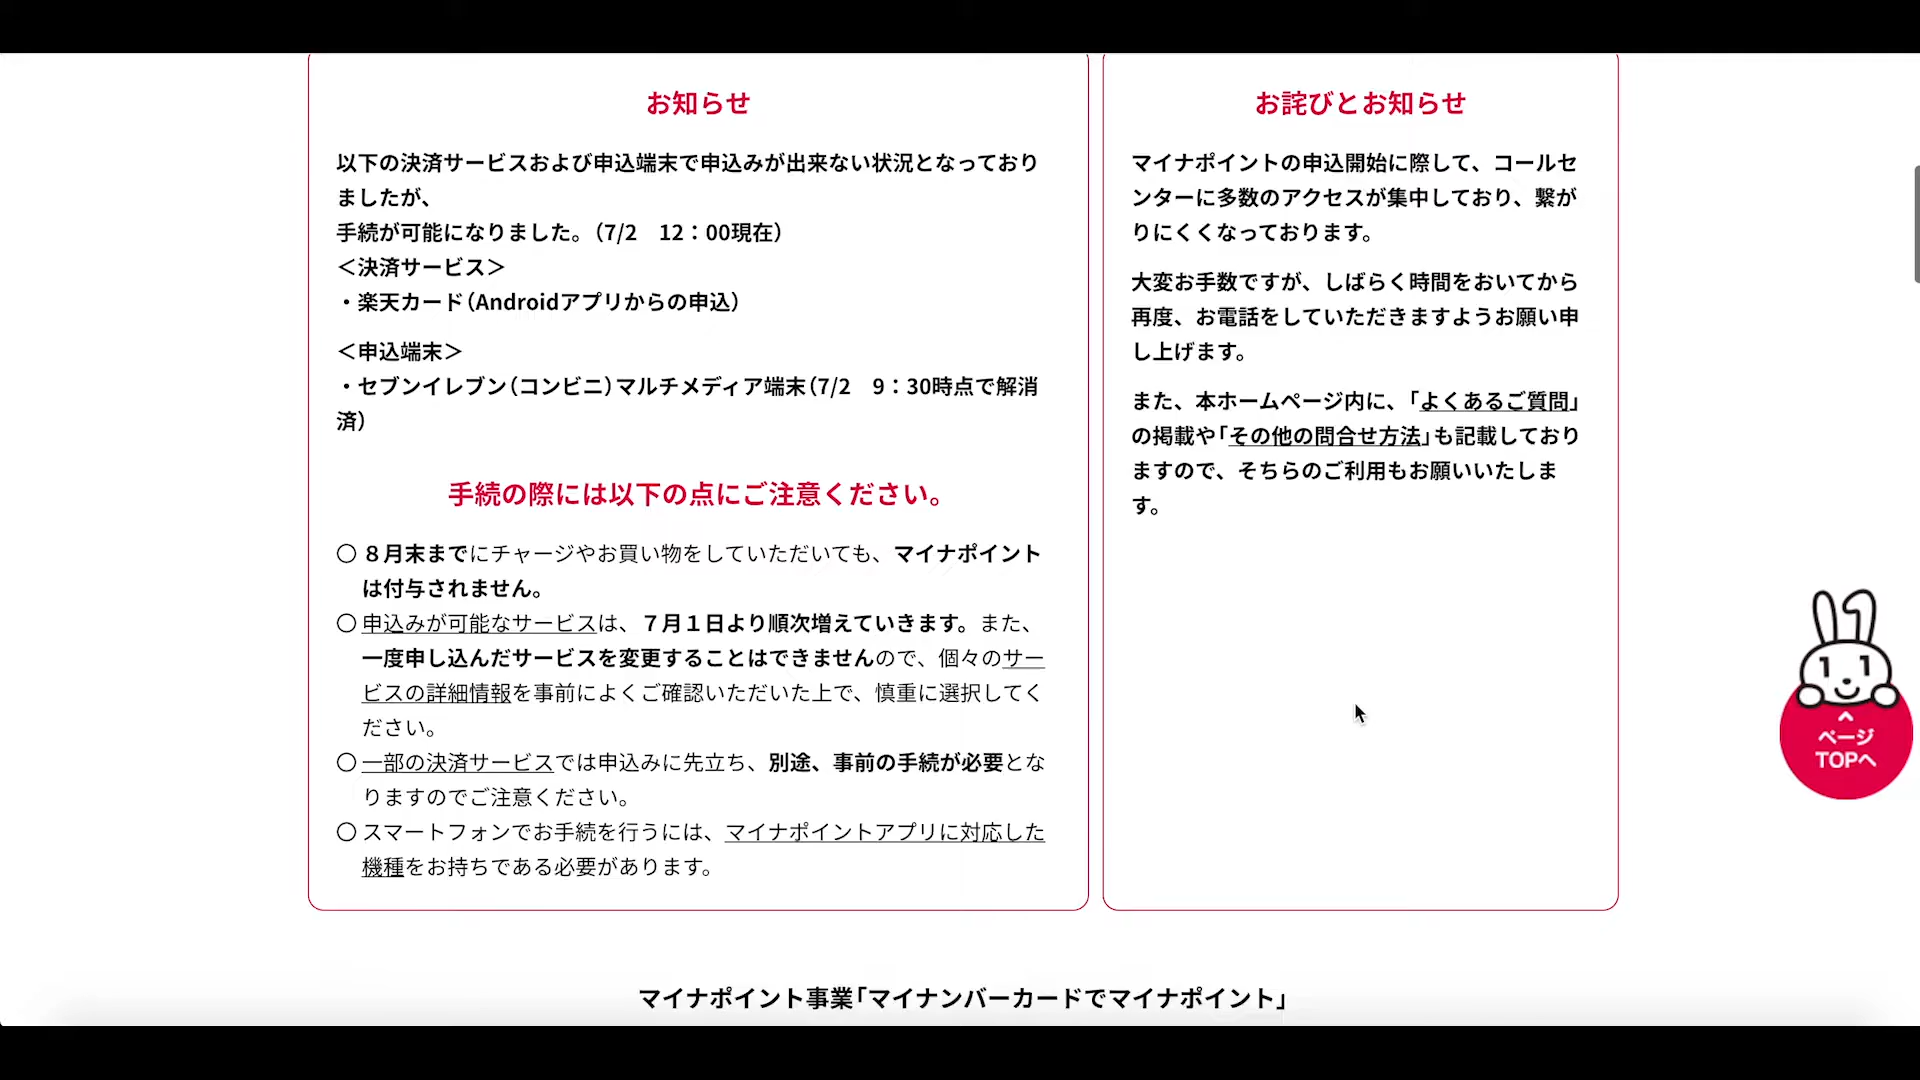 お知らせ
以下の決済サービスおよび申込端末で申込みが出来ない状況となっており
ましたが、
手続が可能になりました。（7/2　12：00現在）
＜決済サービス＞
・楽天カード（Androidアプリからの申込）
＜申込端末＞
・セブンイレブン（コンビニ）マルチメディア端末（7/2　9：30時点で解消
済）
手続の際には以下の点にご注意ください。
〇 ８月末までにチャージやお買い物をしていただいても、マイナポイント
は付与されません。
〇 申込みが可能なサービスは、７月１日より順次増えていきます。また、
一度申し込んだサービスを変更することはできませんので、個々のサー
ビスの詳細情報を事前によくご確認いただいた上で、慎重に選択してく
ださい。
〇 一部の決済サービスでは申込みに先立ち、別途、事前の手続が必要とな
りますのでご注意ください。
〇 スマートフォンでお手続を行うには、マイナポイントアプリに対応した
機種をお持ちである必要があります。
お詫びとお知らせ
マイナポイントの申込開始に際して、コールセ
ンターに多数のアクセスが集中しており、繋が
りにくくなっております。
大変お手数ですが、しばらく時間をおいてから
再度、お電話をしていただきますようお願い申
し上げます。
また、本ホームページ内に、「よくあるご質問」
の掲載や「その他の問合せ方法」も記載しており
ますので、そちらのご利用もお願いいたしま
す。
ページ
TOPへ
マイナポイント事業「マイナンバーカードでマイナポイント」